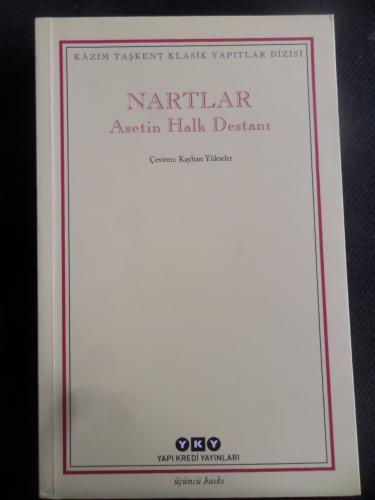 KÂZIM TAŞKENT KLASİK YAPITLAR DİZİSİ
NARTLAR
Asetin Halk Destanı
Çeviren: Kayhan Yükseler
YKY
YAPI KREDİ YAYINLARI
üçüncü baskı